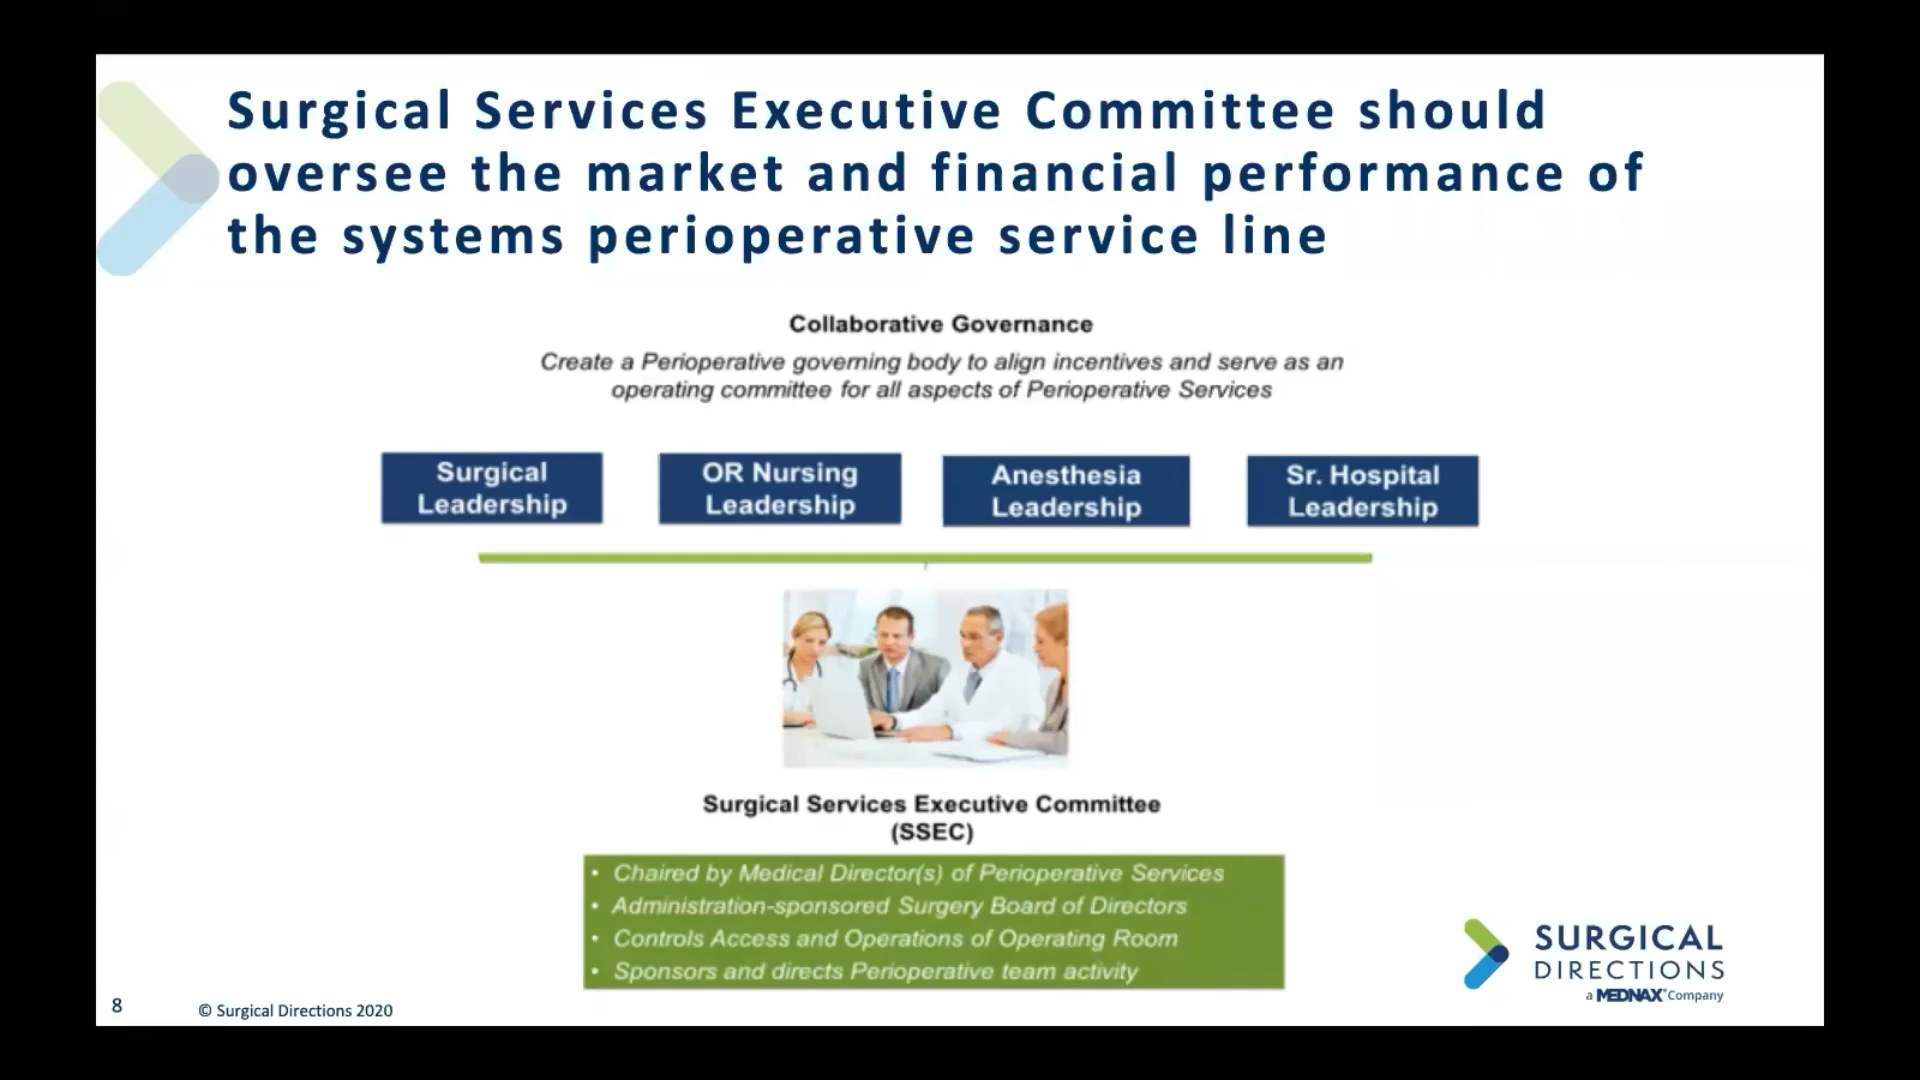 Surgical Services Executive Committee should
oversee the market and financial performance of
the systems perioperative service line
Collaborative Governance
Create a Perioperative governing body to align incentives and serve as an
operating committee for all aspects of Perioperative Services
Surgical
Leadership
OR Nursing
Leadership
Anesthesia
Leadership
Sr. Hospital
Leadership
Surgical Services Executive Committee
(SSEC)
• Chaired by Medical Director(s) of Perioperative Services
• Administration-sponsored Surgery Board of Directors
• Controls Access and Operations of Operating Room
• Sponsors and directs Perioperative team activity
SURGICAL
DIRECTIONS
a MEDNAX® Company
8
© Surgical Directions 2020